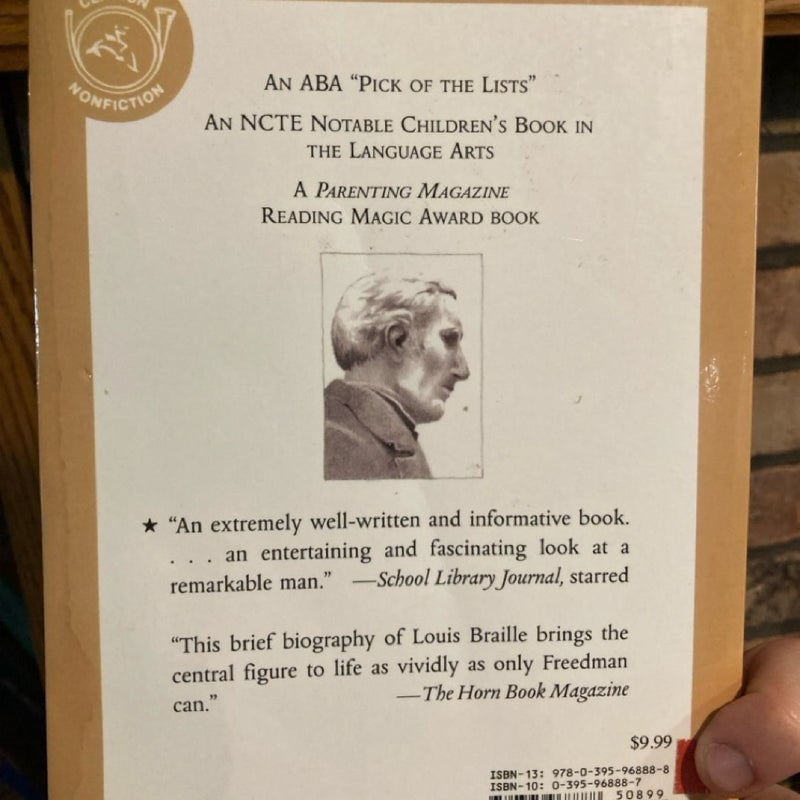 NONFICTION
AN ABA “PICK OF THE LISTS”
AN NCTE NOTABLE CHILDREN’S BOOK IN
THE LANGUAGE ARTS
A PARENTING MAGAZINE
READING MAGIC AWARD BOOK
★ “An extremely well-written and informative book.
. . . an entertaining and fascinating look at a
remarkable man.” —School Library Journal, starred
“This brief biography of Louis Braille brings the
central figure to life as vividly as only Freedman
can.” —The Horn Book Magazine
$9.99
ISBN-13: 978-0-395-96888-8
ISBN-10: 0-395-96888-7
50899